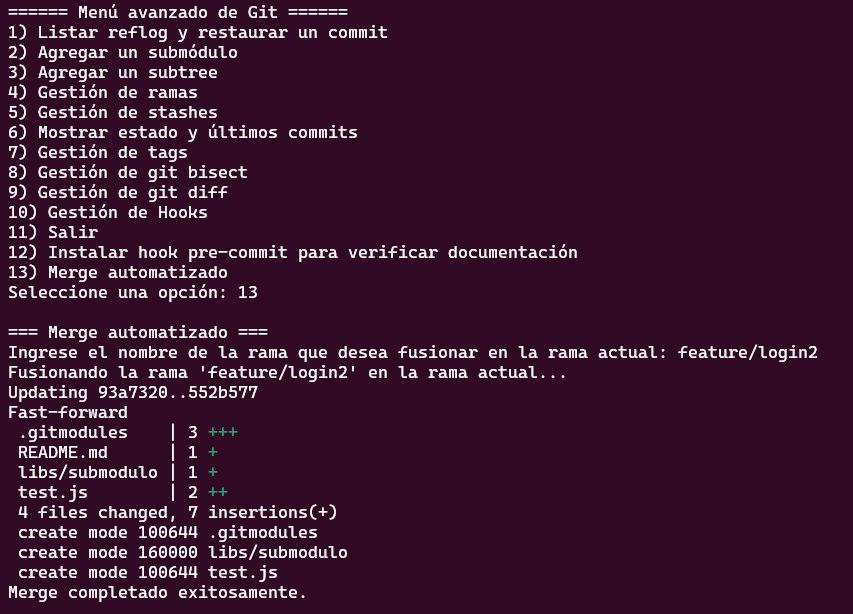 ====== Menú avanzado de Git ======
1) Listar reflog y restaurar un commit
2) Agregar un submódulo
3) Agregar un subtree
4) Gestión de ramas
5) Gestión de stashes
6) Mostrar estado y últimos commits
7) Gestión de tags
8) Gestión de git bisect
9) Gestión de git diff
10) Gestión de Hooks
11) Salir
12) Instalar hook pre-commit para verificar documentación
13) Merge automatizado
Seleccione una opción: 13

=== Merge automatizado ===
Ingrese el nombre de la rama que desea fusionar en la rama actual: feature/login2
Fusionando la rama 'feature/login2' en la rama actual...
Updating 93a7320..552b577
Fast-forward
 .gitmodules    | 3 +++
 README.md      | 1 +
 libs/submodulo | 1 +
 test.js        | 2 ++
 4 files changed, 7 insertions(+)
 create mode 100644 .gitmodules
 create mode 160000 libs/submodulo
 create mode 100644 test.js
Merge completado exitosamente.